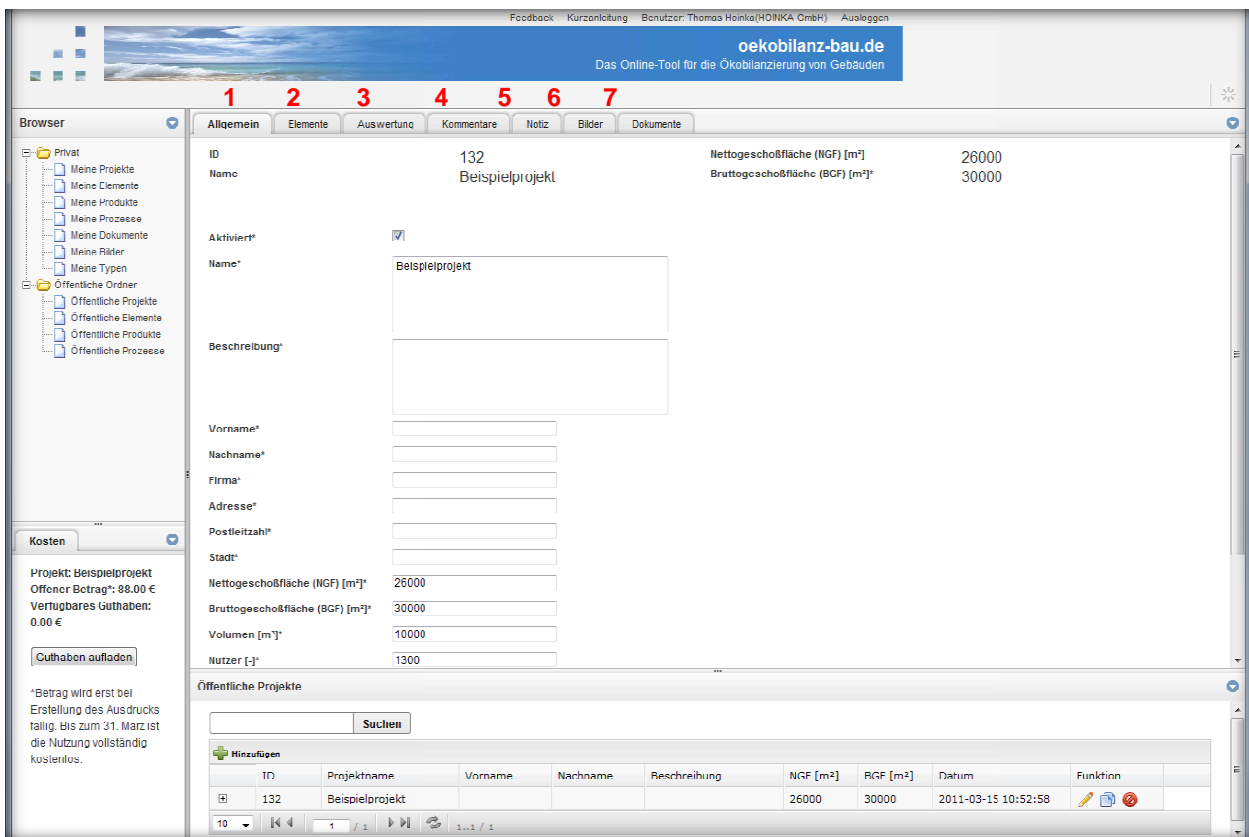 Feedback Kurzanleitung Benutzer: Thomas Hoinka(HOINKA GmbH) Ausloggen
oekobilanz-bau.de
Das Online-Tool für die Ökobilanzierung von Gebäuden
1 2 3 4 5 6 7
Browser
Allgemein Elemente Auswertung Kommentare Notiz Bilder Dokumente
Privat
Meine Projekte
Meine Elemente
Meine Produkte
Meine Prozesse
Meine Dokumente
Meine Bilder
Meine Typen
Öffentliche Ordner
Öffentliche Projekte
Öffentliche Elemente
Öffentliche Produkte
Öffentliche Prozesse
ID 132 Nettogeschoßfläche (NGF) [m²] 26000
Name Beispielprojekt Bruttogeschoßfläche (BGF) [m²]* 30000
Aktiviert*
Name* Beispielprojekt
Beschreibung*
Vorname*
Nachname*
Firma*
Adresse*
Postleitzahl*
Stadt*
Nettogeschoßfläche (NGF) [m²]* 26000
Bruttogeschoßfläche (BGF) [m²]* 30000
Volumen [m³]* 10000
Nutzer [-]* 1300
Kosten
Projekt: Beispielprojekt
Offener Betrag*: 88.00 €
Verfügbares Guthaben:
0.00 €
Guthaben aufladen
*Betrag wird erst bei
Erstellung des Ausdrucks
fällig. Bis zum 31. März ist
die Nutzung vollständig
kostenlos.
Öffentliche Projekte
Suchen
Hinzufügen
ID Projektname Vorname Nachname Beschreibung NGF [m²] BGF [m²] Datum Funktion
132 Beispielprojekt 26000 30000 2011-03-15 10:52:58
10 1 / 1 1..1 / 1